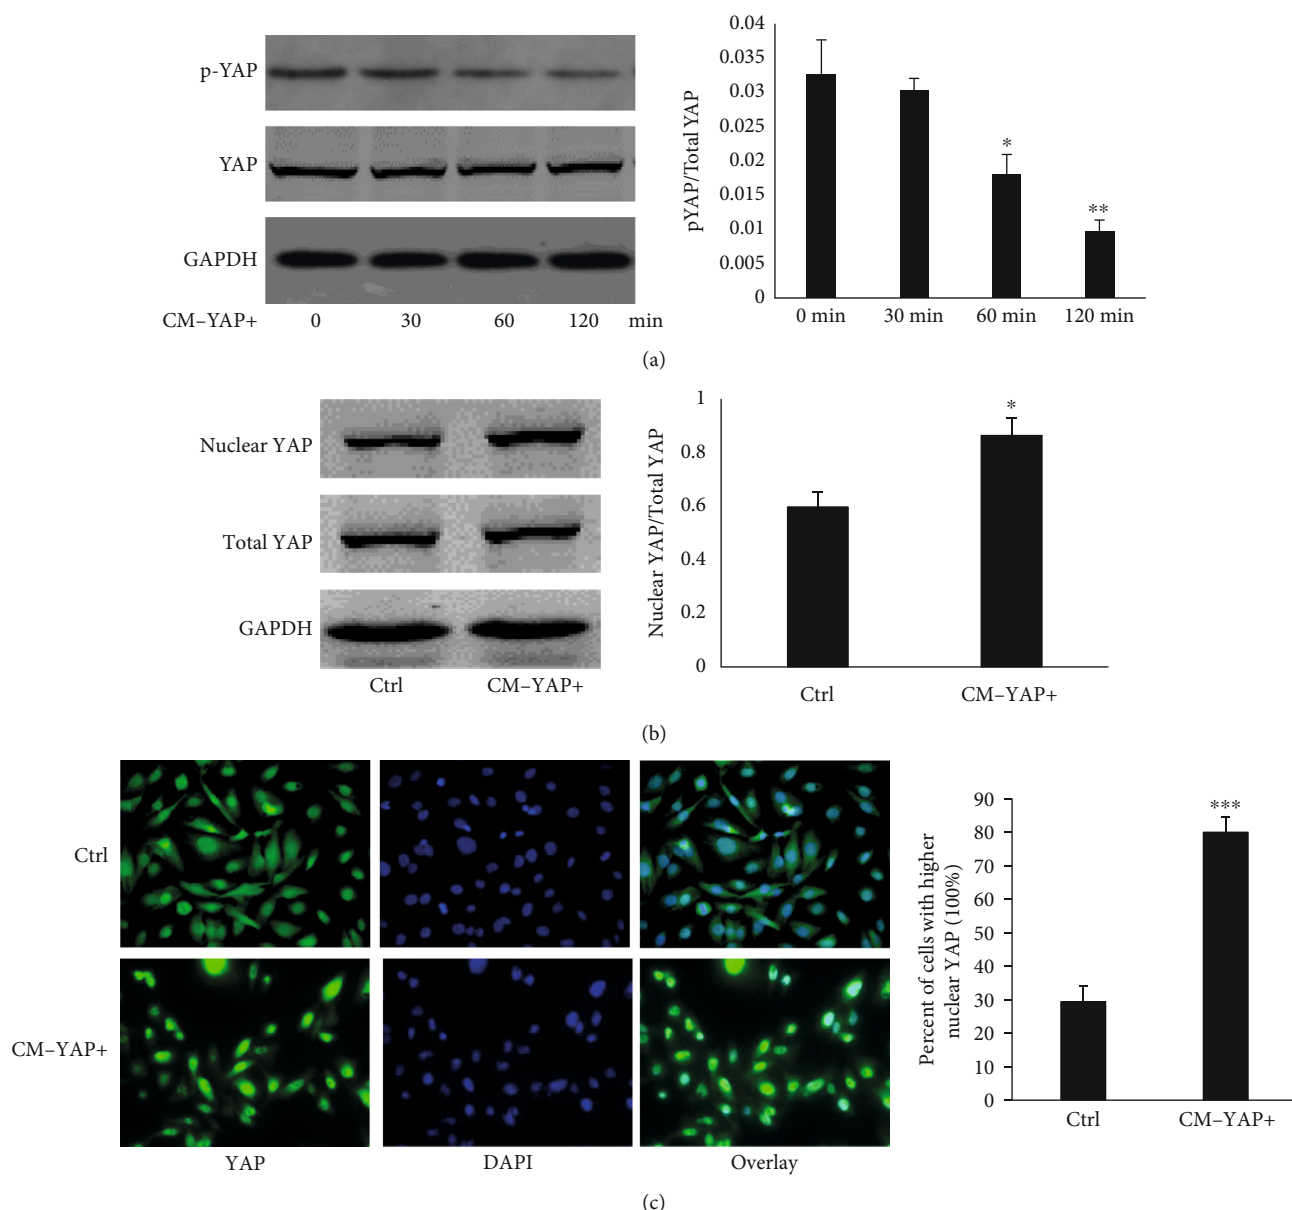 p-YAP
YAP
GAPDH
CM–YAP+ 0 30 60 120 min
pYAP/Total YAP
0.04
0.035
0.03
0.025
0.02
0.015
0.01
0.005
0
*
**
0 min 30 min 60 min 120 min
(a)
Nuclear YAP
Total YAP
GAPDH
Ctrl CM–YAP+
Nuclear YAP/Total YAP
1
0.8
0.6
0.4
0.2
0
*
Ctrl CM–YAP+
(b)
Ctrl
CM–YAP+
YAP DAPI Overlay
Percent of cells with higher
nuclear YAP (100%)
90
80
70
60
50
40
30
20
10
0
***
Ctrl CM–YAP+
(c)